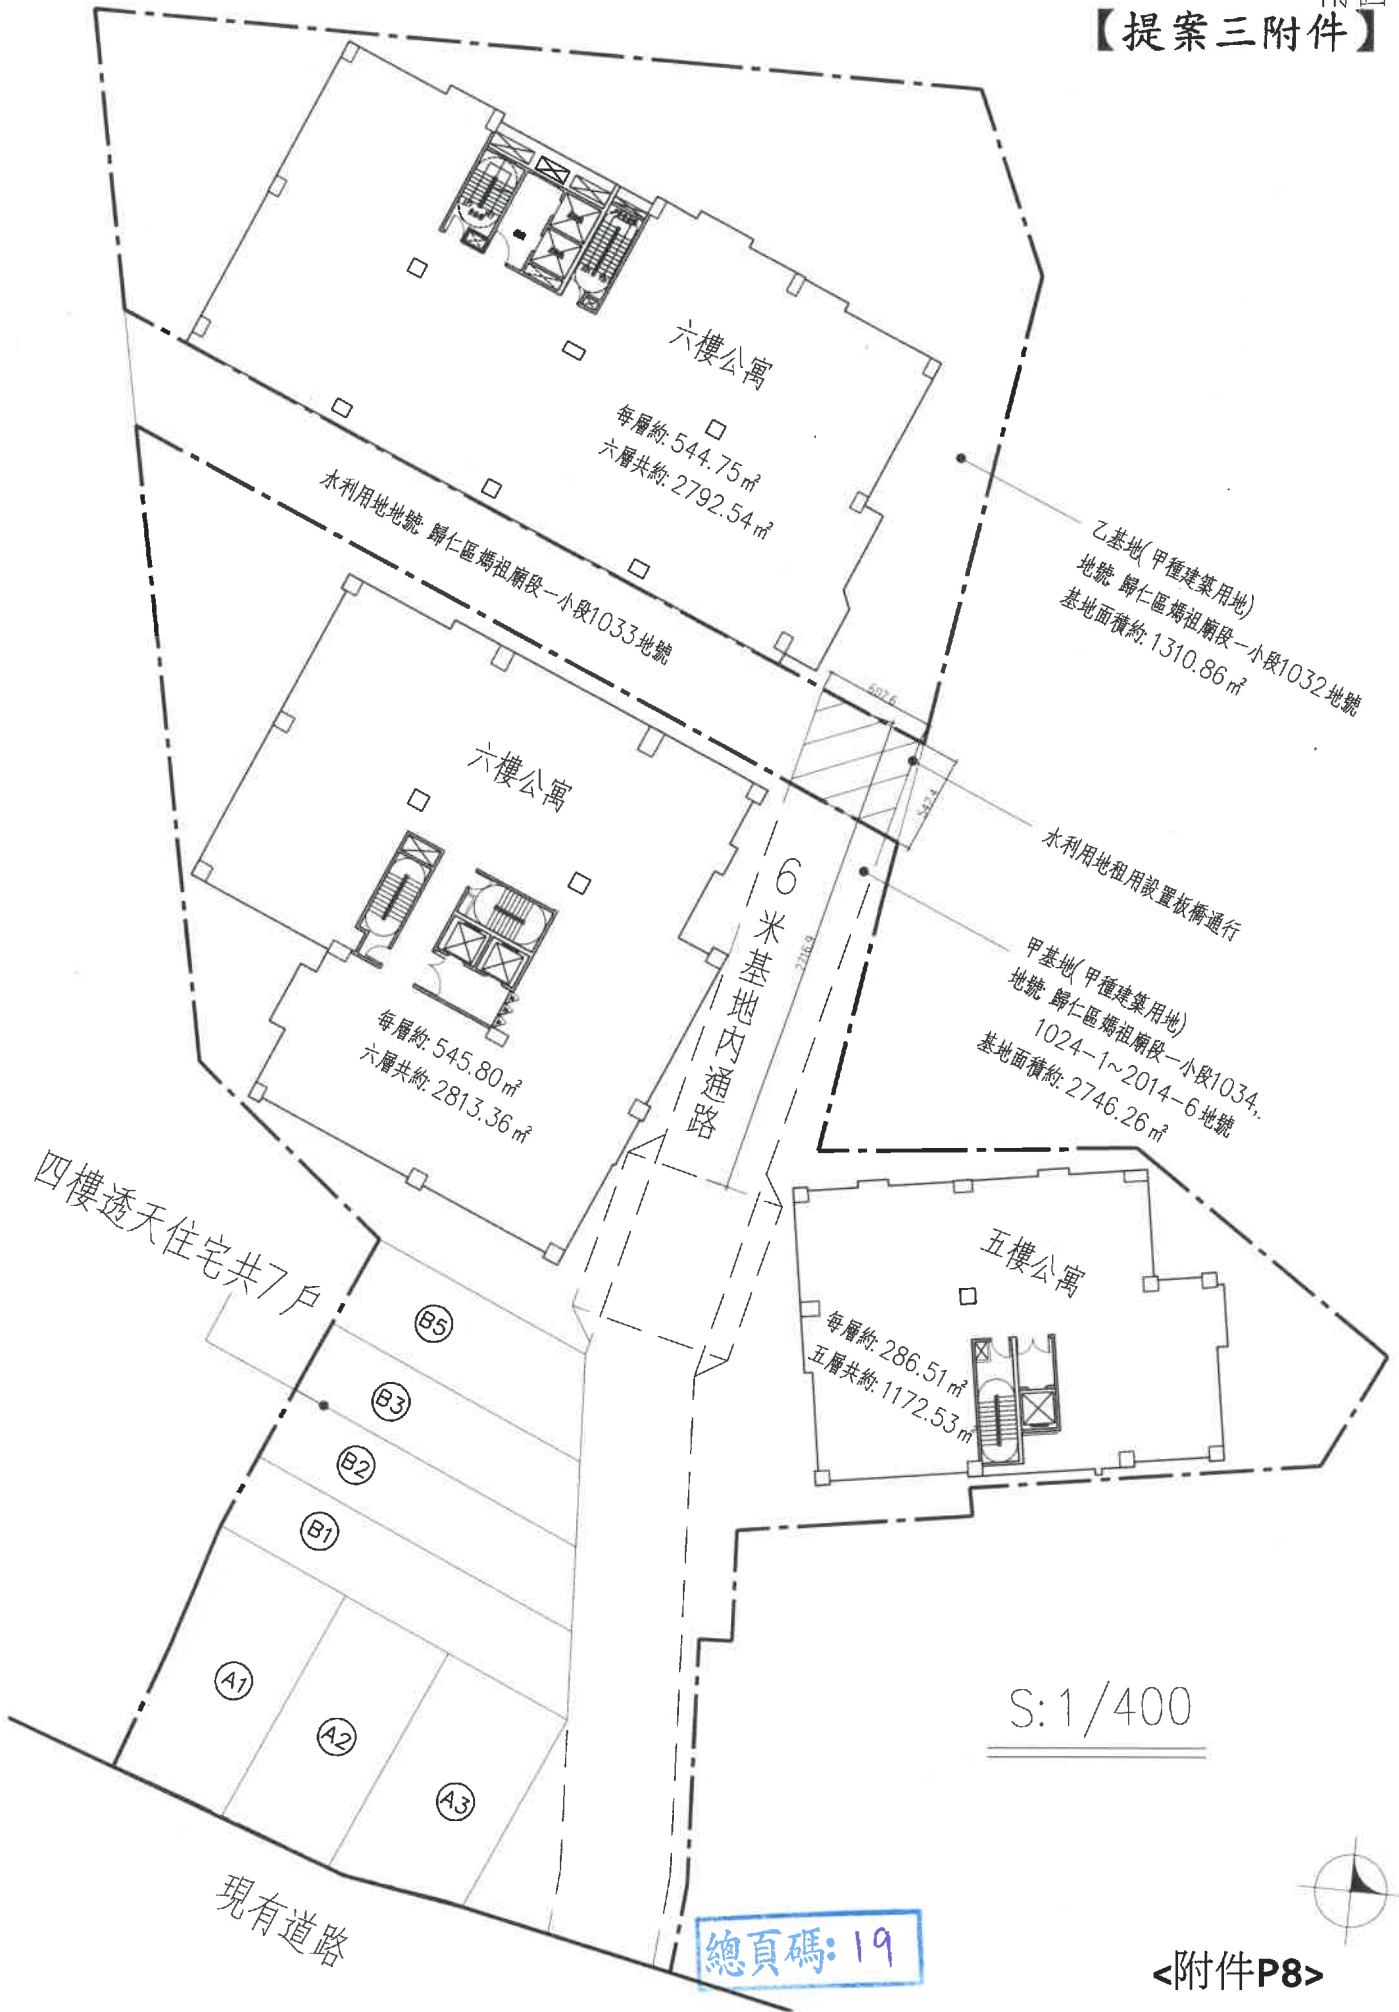 【提案三附件】
六樓公寓
每層約: 544.75㎡
六層共約: 2792.54㎡
水利用地地號: 歸仁區媽祖廟段一小段1033地號
乙基地(甲種建築用地)
地號: 歸仁區媽祖廟段一小段1032地號
基地面積約: 1310.86㎡
607.6
542.4
水利用地租用設置板橋通行
六樓公寓
每層約: 545.80㎡
六層共約: 2813.36㎡
6米基地內通路
2716.9
甲基地(甲種建築用地)
地號: 歸仁區媽祖廟段一小段1034,
1024-1~2014-6地號
基地面積約: 2746.26㎡
四樓透天住宅共7戶
五樓公寓
每層約: 286.51㎡
五層共約: 1172.53㎡
B5
B3
B2
B1
A1
A2
A3
S:1/400
現有道路
總頁碼: 19
<附件P8>